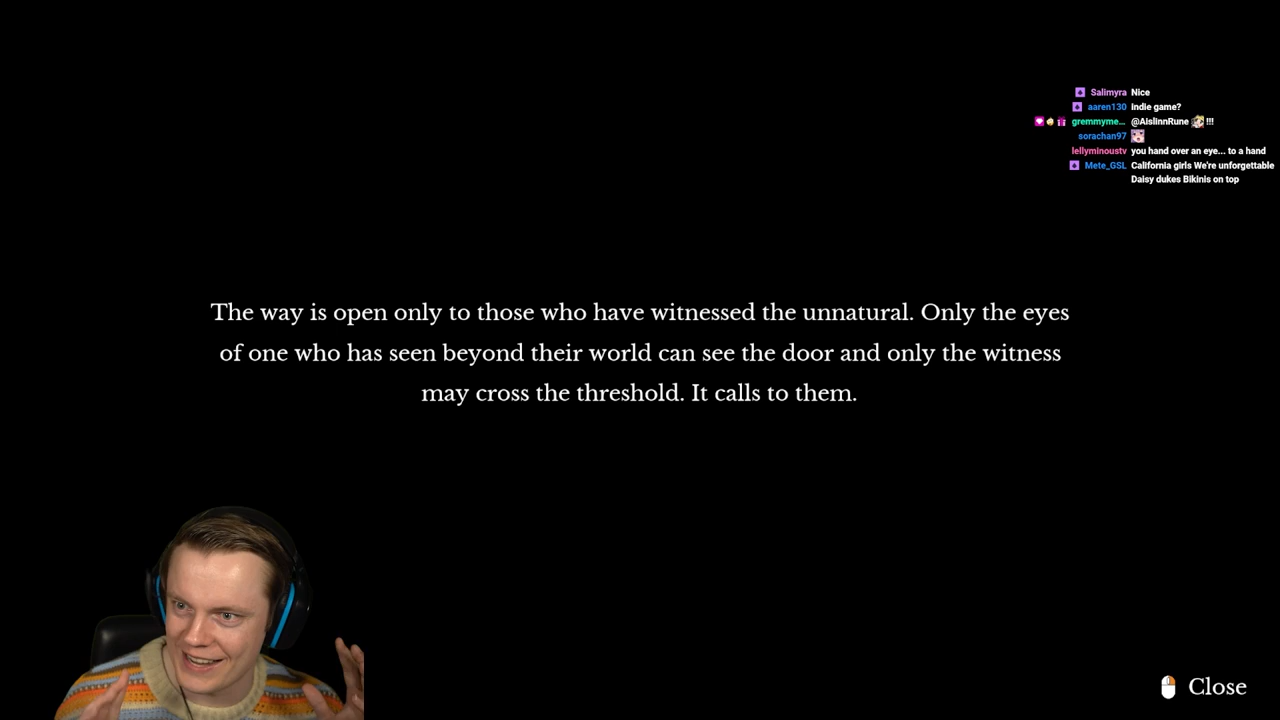 Salimyra Nice
aaren130 Indie game?
gremmyme... @AislinnRune !!!
sorachan97
lellyminoustv you hand over an eye... to a hand
Mete_GSL California girls We're unforgettable
Daisy dukes Bikinis on top
The way is open only to those who have witnessed the unnatural. Only the eyes
of one who has seen beyond their world can see the door and only the witness
may cross the threshold. It calls to them.
Close